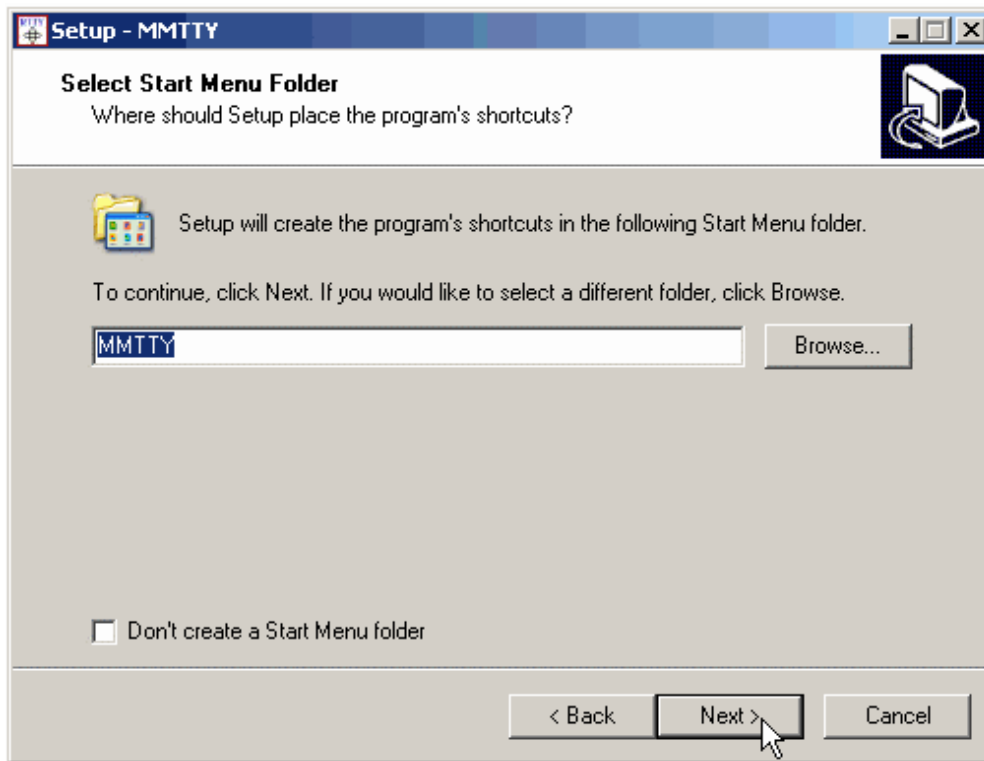 Setup - MMTTY
Select Start Menu Folder
Where should Setup place the program's shortcuts?
Setup will create the program's shortcuts in the following Start Menu folder.
To continue, click Next. If you would like to select a different folder, click Browse.
MMTTY
Browse...
Don't create a Start Menu folder
< Back
Next >
Cancel